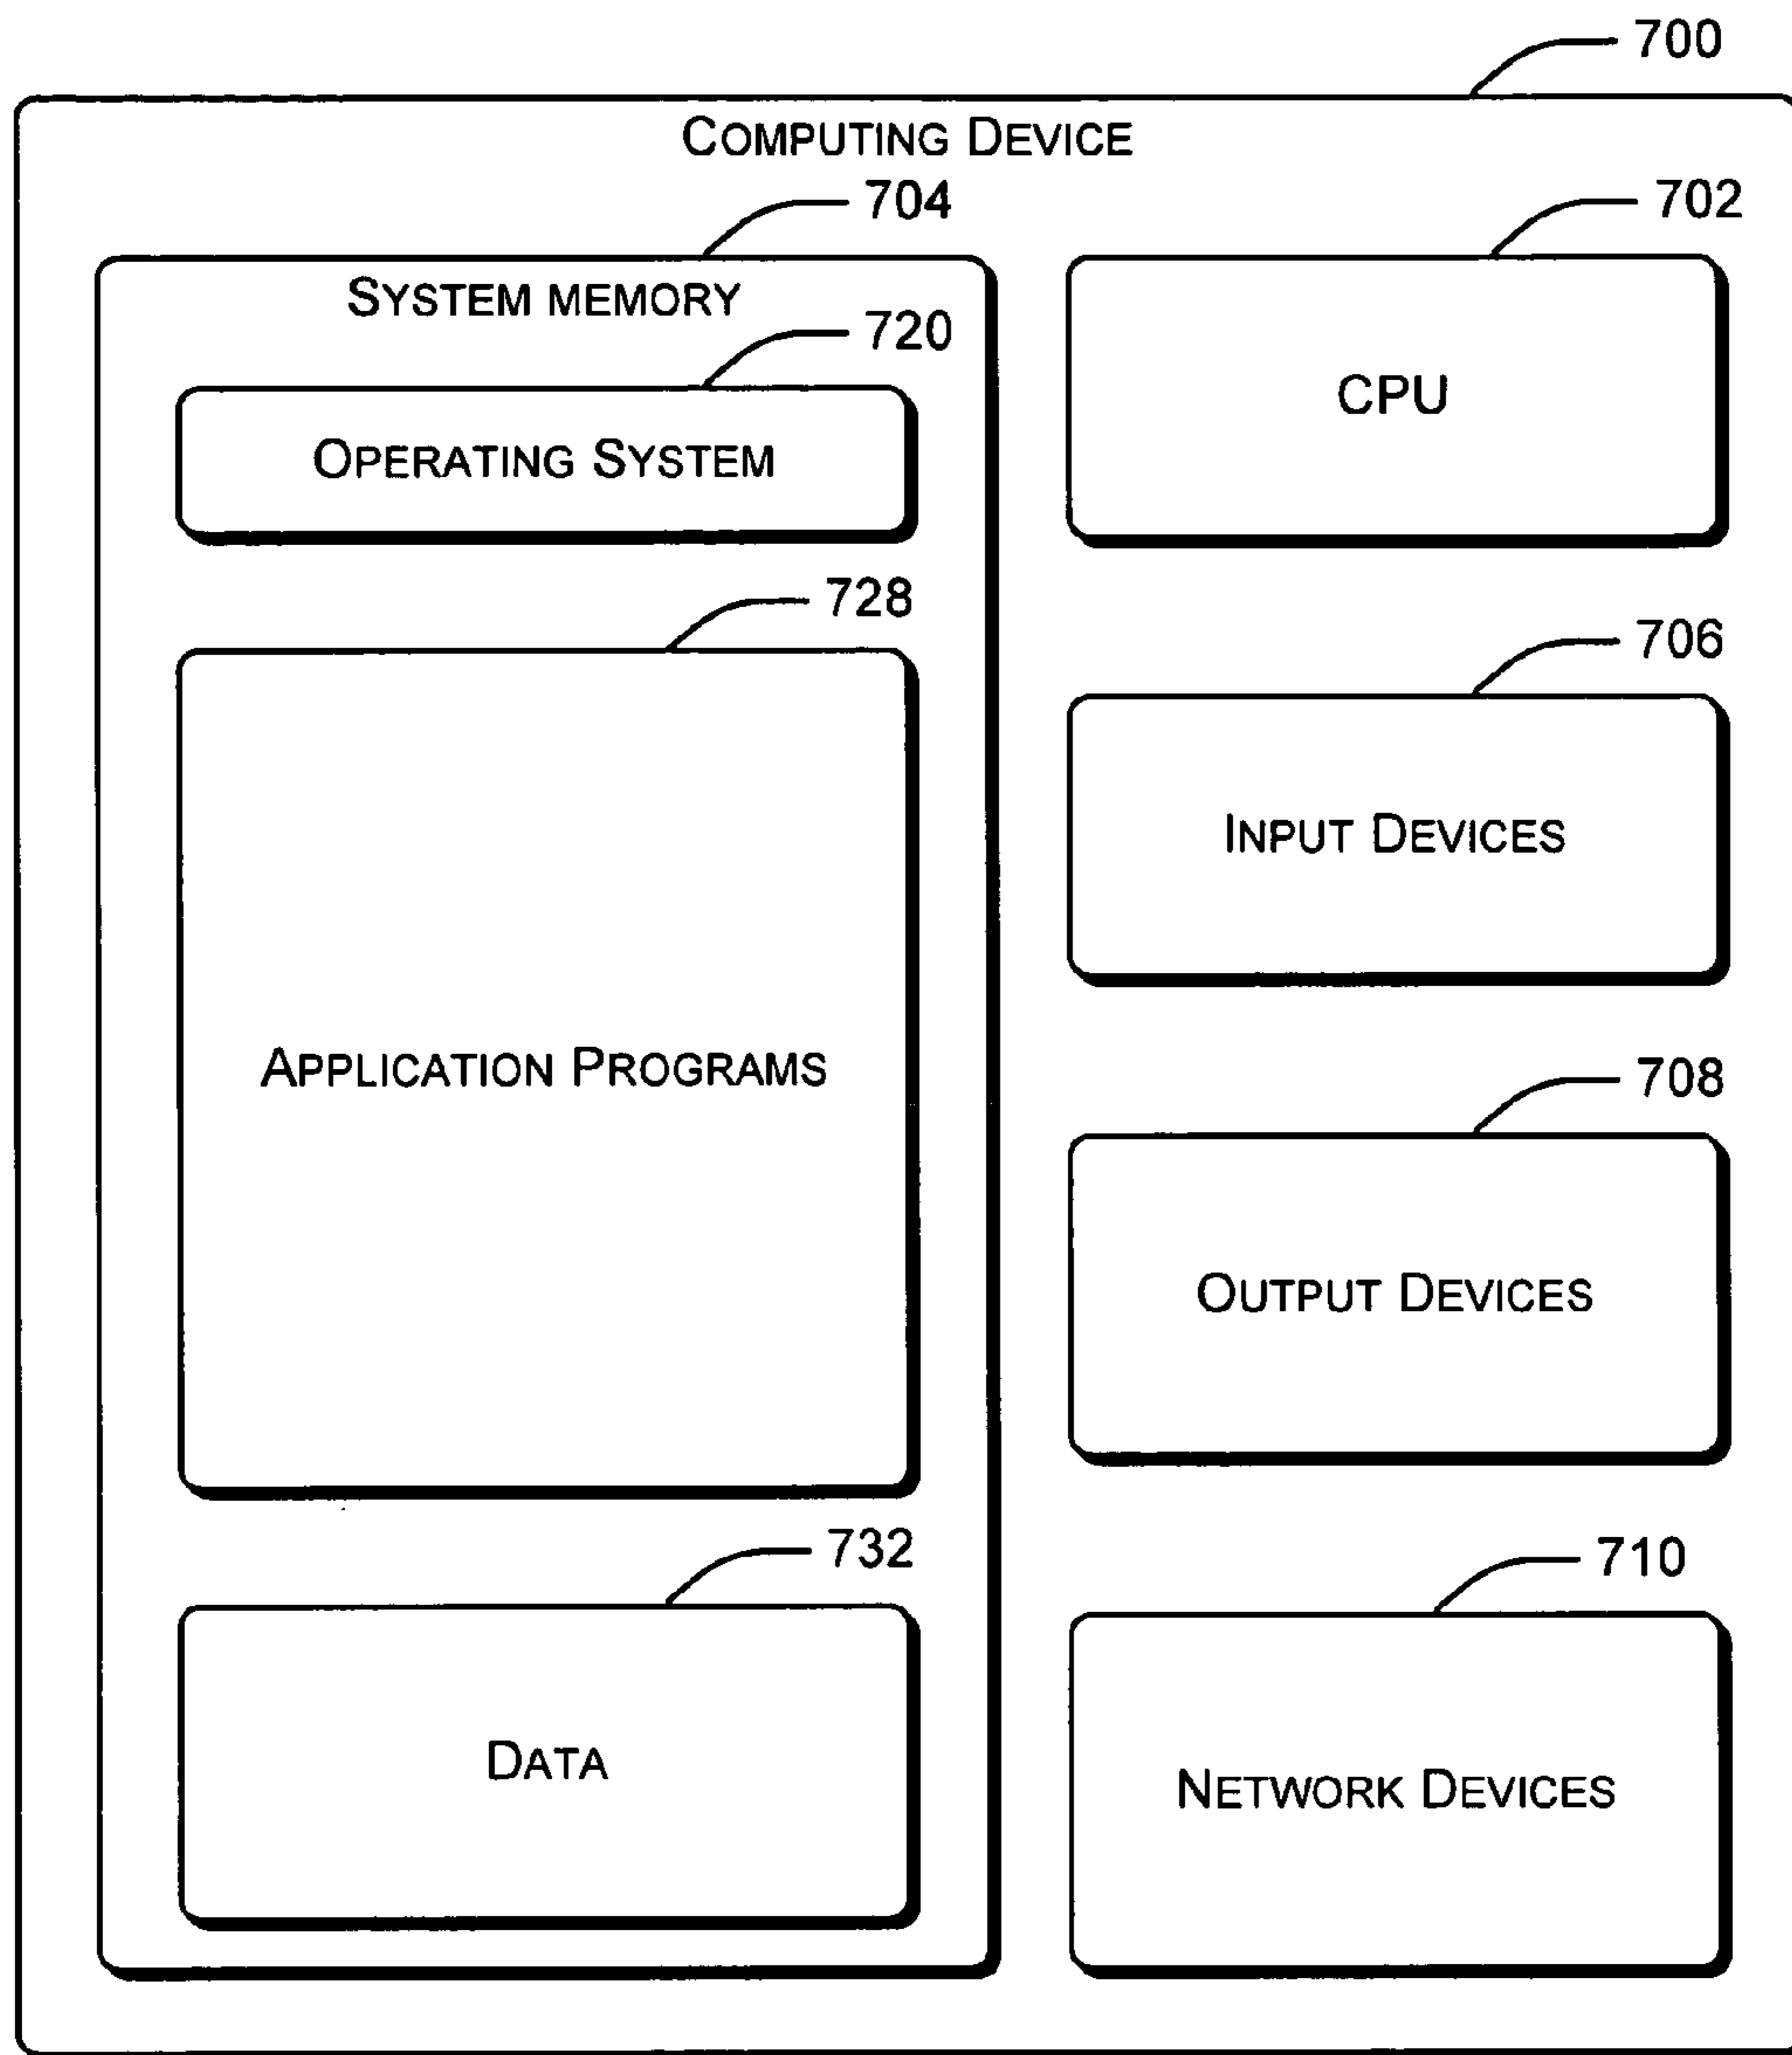 700
COMPUTING DEVICE
704
SYSTEM MEMORY
720
OPERATING SYSTEM
728
APPLICATION PROGRAMS
732
DATA
702
CPU
706
INPUT DEVICES
708
OUTPUT DEVICES
710
NETWORK DEVICES